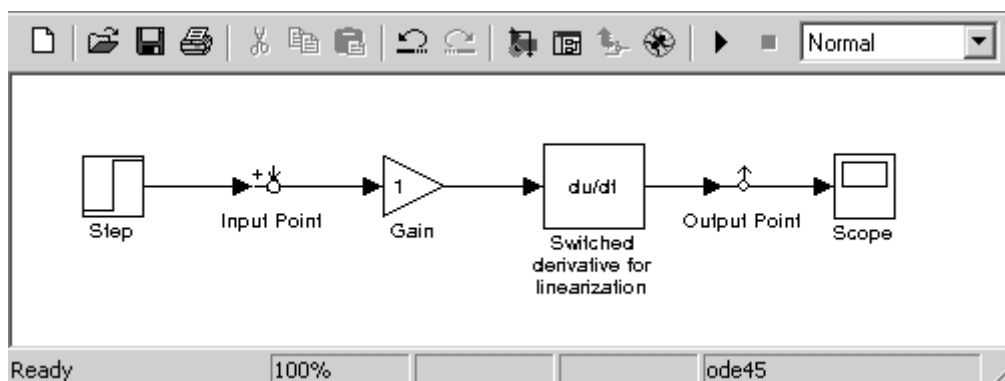 Normal
1
du/dt
Step
Input Point
Gain
Switched
derivative for
linearization
Output Point
Scope
Ready
100%
ode45